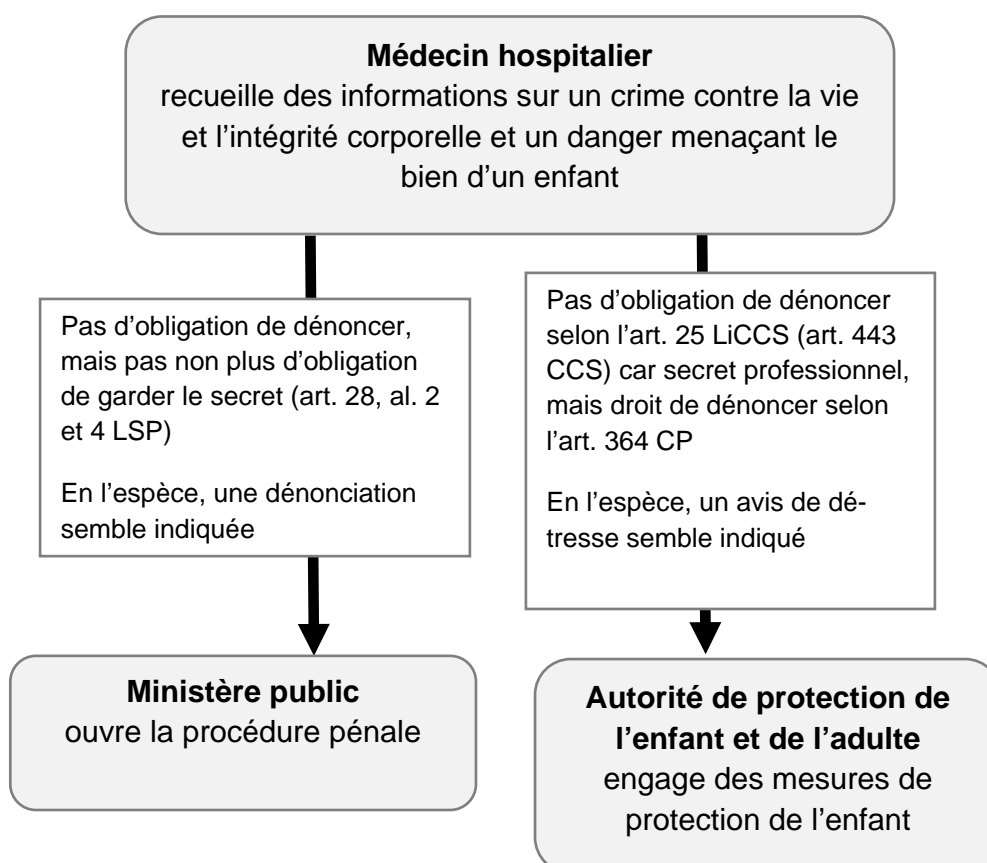 Médecin hospitalier
recueille des informations sur un crime contre la vie
et l’intégrité corporelle et un danger menaçant le
bien d’un enfant
Pas d’obligation de dénoncer,
mais pas non plus d’obligation
de garder le secret (art. 28, al. 2
et 4 LSP)
En l’espèce, une dénonciation
semble indiquée
Pas d’obligation de dénoncer
selon l’art. 25 LiCCS (art. 443
CCS) car secret professionnel,
mais droit de dénoncer selon
l’art. 364 CP
En l’espèce, un avis de dé-
tresse semble indiqué
Ministère public
ouvre la procédure pénale
Autorité de protection de
l’enfant et de l’adulte
engage des mesures de
protection de l’enfant